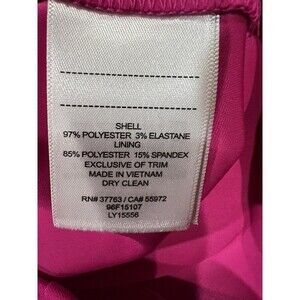 SHELL
97% POLYESTER 3% ELASTANE
LINING
85% POLYESTER 15% SPANDEX
EXCLUSIVE OF TRIM
MADE IN VIETNAM
DRY CLEAN
RN# 37763 / CA# 55972
96F15107
LY15556